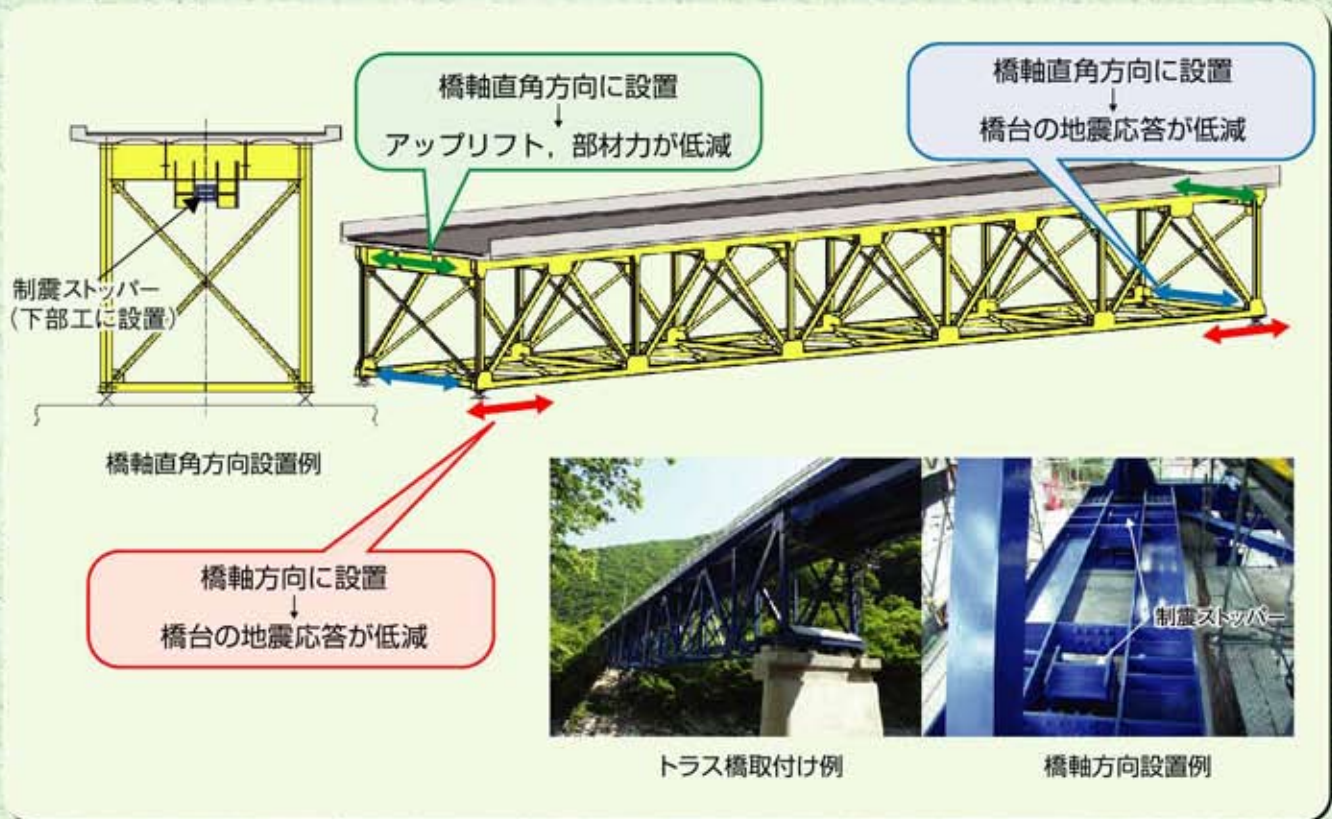 橋軸直角方向に設置
↓
アップリフト，部材力が低減
橋軸直角方向に設置
↓
橋台の地震応答が低減
制震ストッパー
（下部工に設置）
橋軸直角方向設置例
橋軸方向に設置
↓
橋台の地震応答が低減
制震ストッパー
トラス橋取付け例
橋軸方向設置例